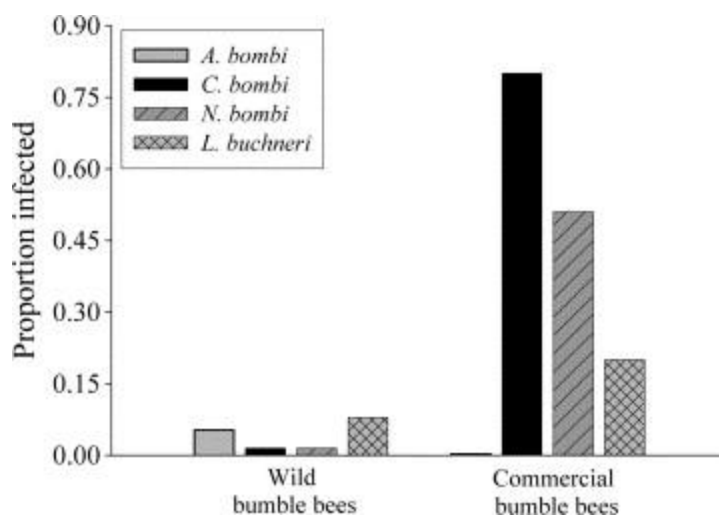 0.90
0.75
0.60
0.45
0.30
0.15
0.00
Proportion infected
A. bombi
C. bombi
N. bombi
L. buchneri
Wild
bumble bees
Commercial
bumble bees